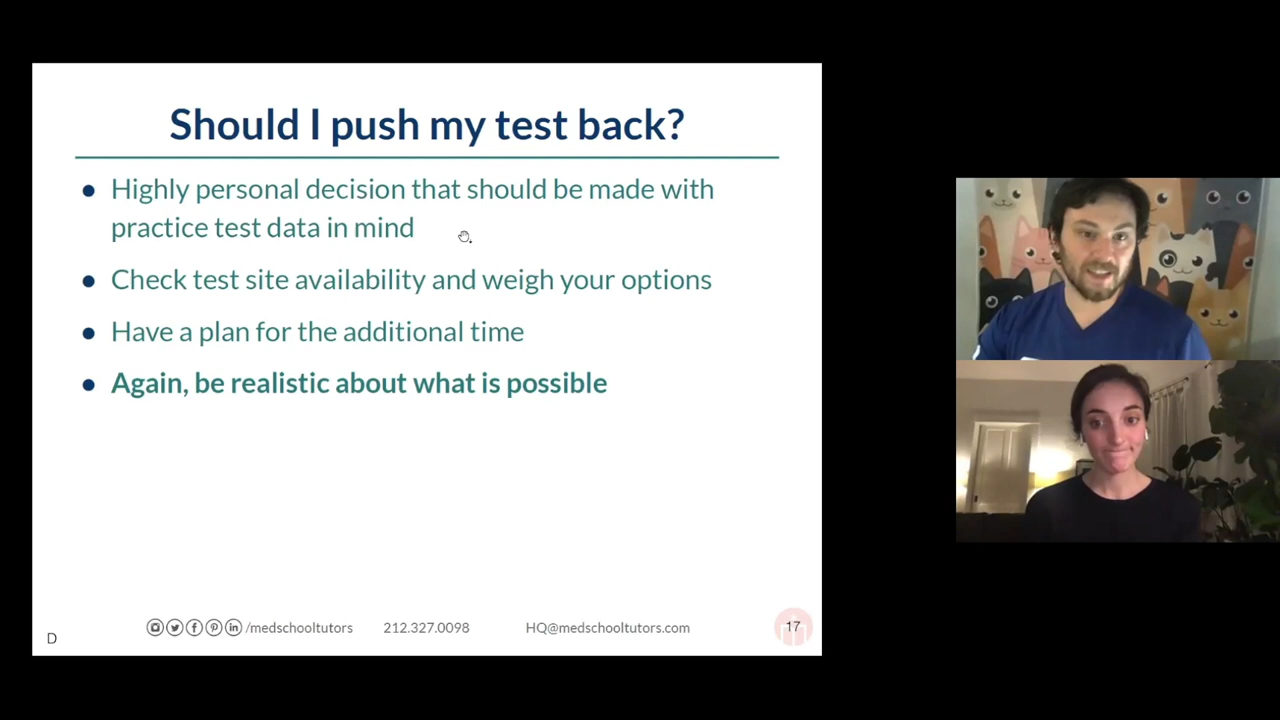 Should I push my test back?
● Highly personal decision that should be made with
practice test data in mind
● Check test site availability and weigh your options
● Have a plan for the additional time
● Again, be realistic about what is possible
/medschooltutors 212.327.0098 HQ@medschooltutors.com 17
D